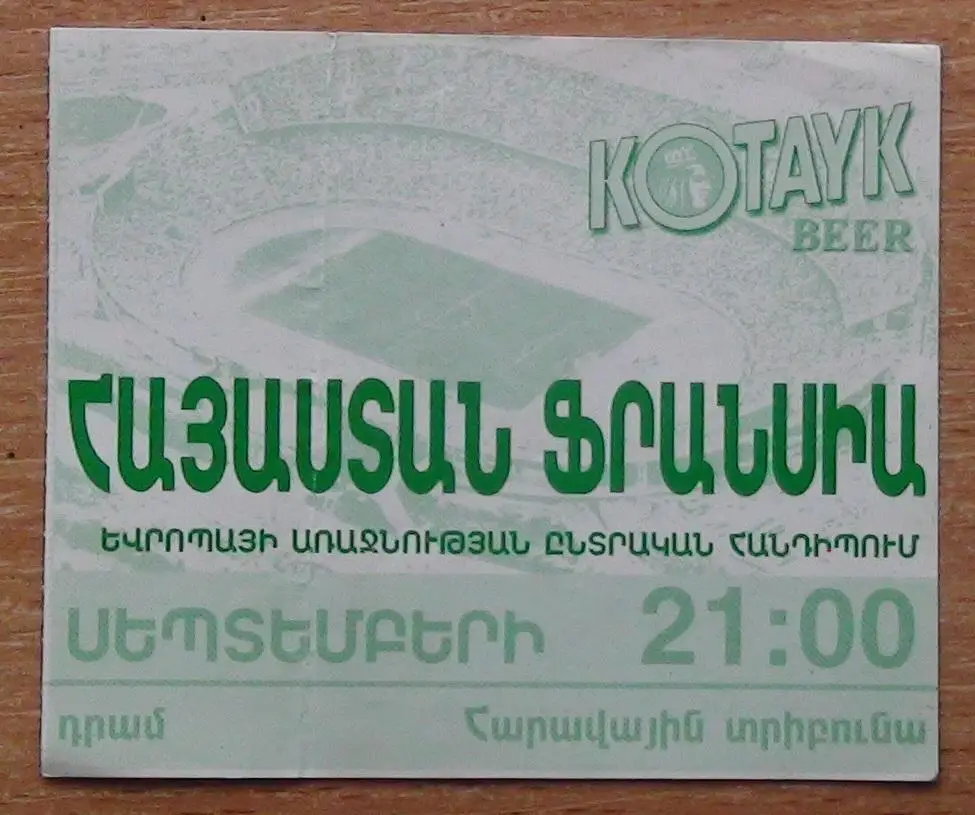 KOTAYK
BEER
ՀԱՅԱՍՏԱՆ ՖՐԱՆՍԻԱ
ԵՎՐՈՊԱՅԻ ԱՌԱՋՆՈՒԹՅԱՆ ԸՆՏՐԱԿԱՆ ՀԱՆԴԻՊՈՒՄ
ՍԵՊՏԵՄԲԵՐԻ 21:00
դրամ Հարավային տրիբունա